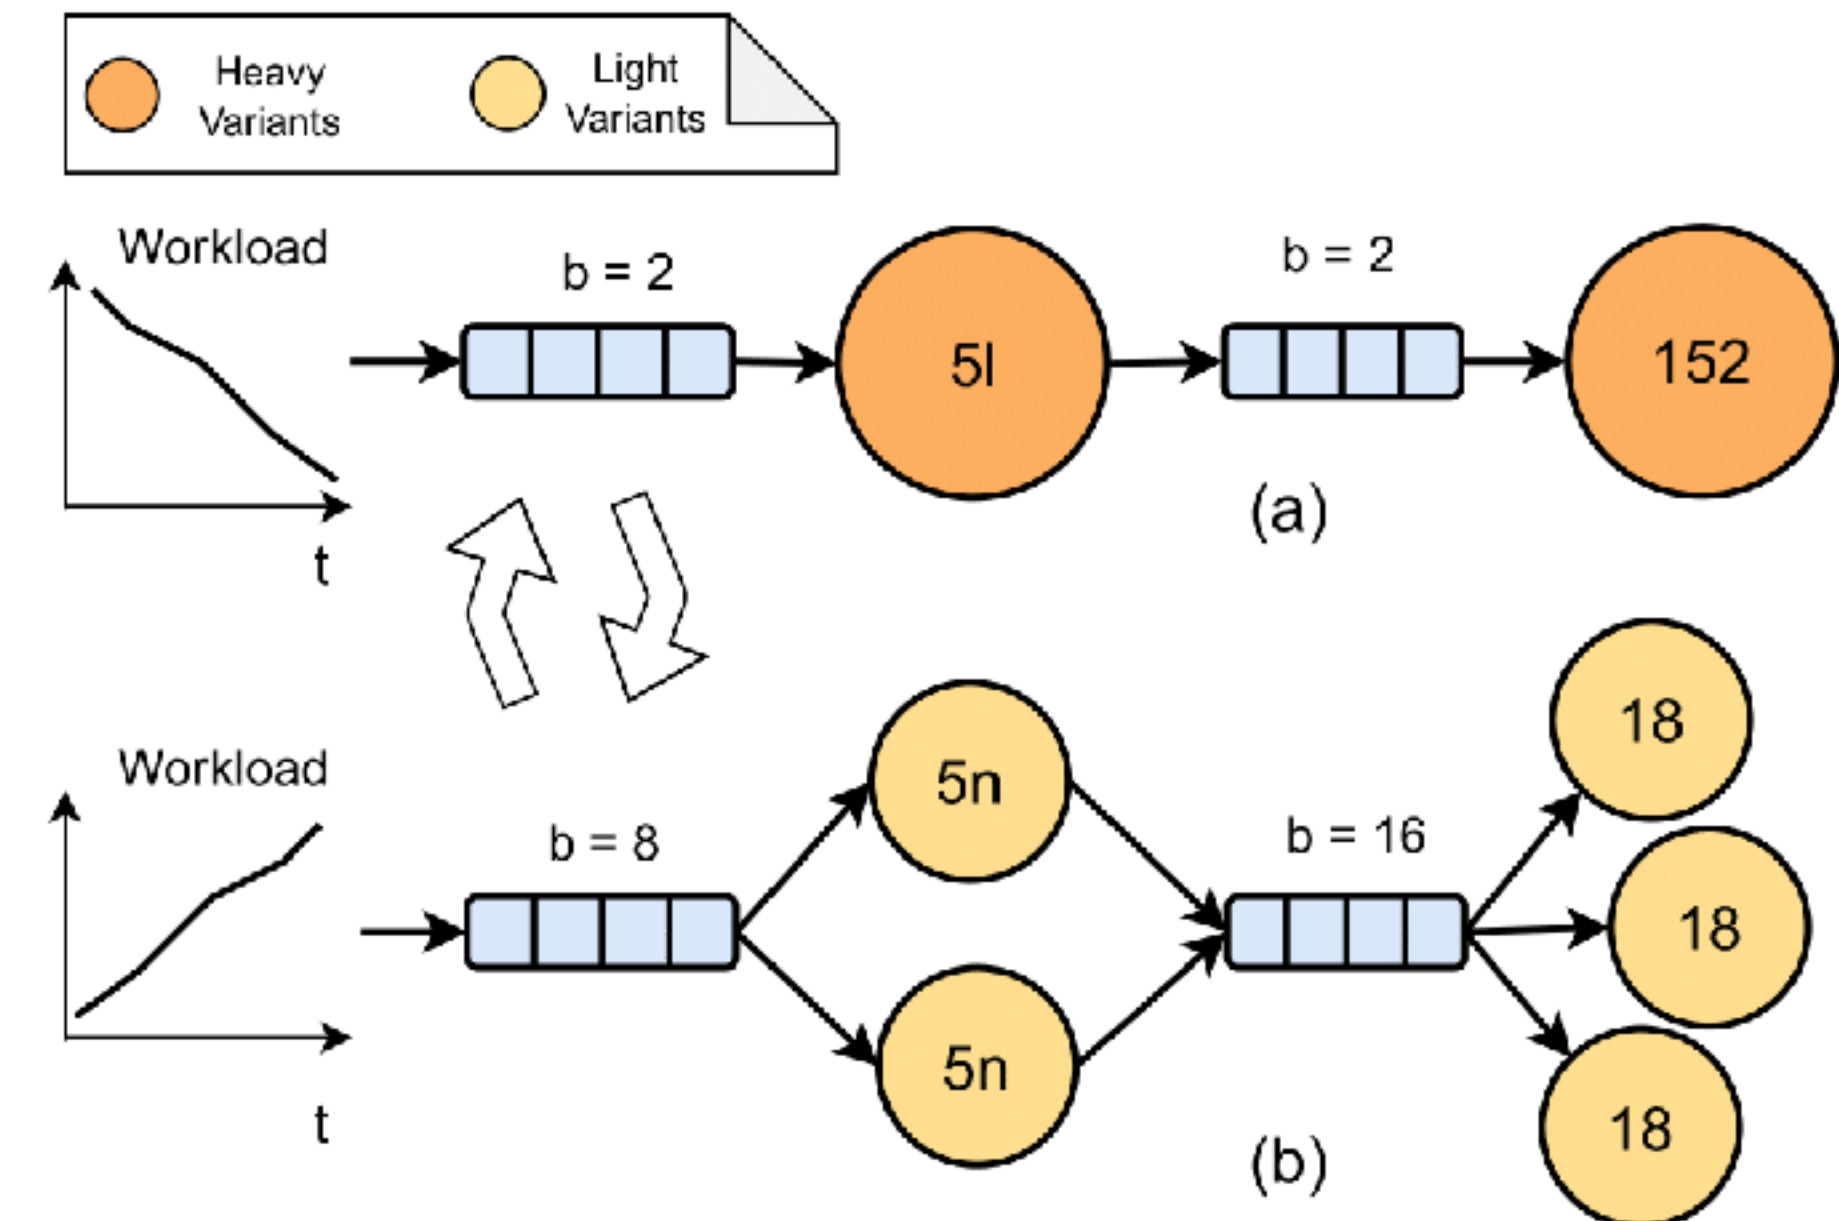 Heavy
Variants
Light
Variants
Workload
b = 2
5l
b = 2
152
(a)
t
Workload
b = 8
5n
5n
b = 16
18
18
18
t
(b)